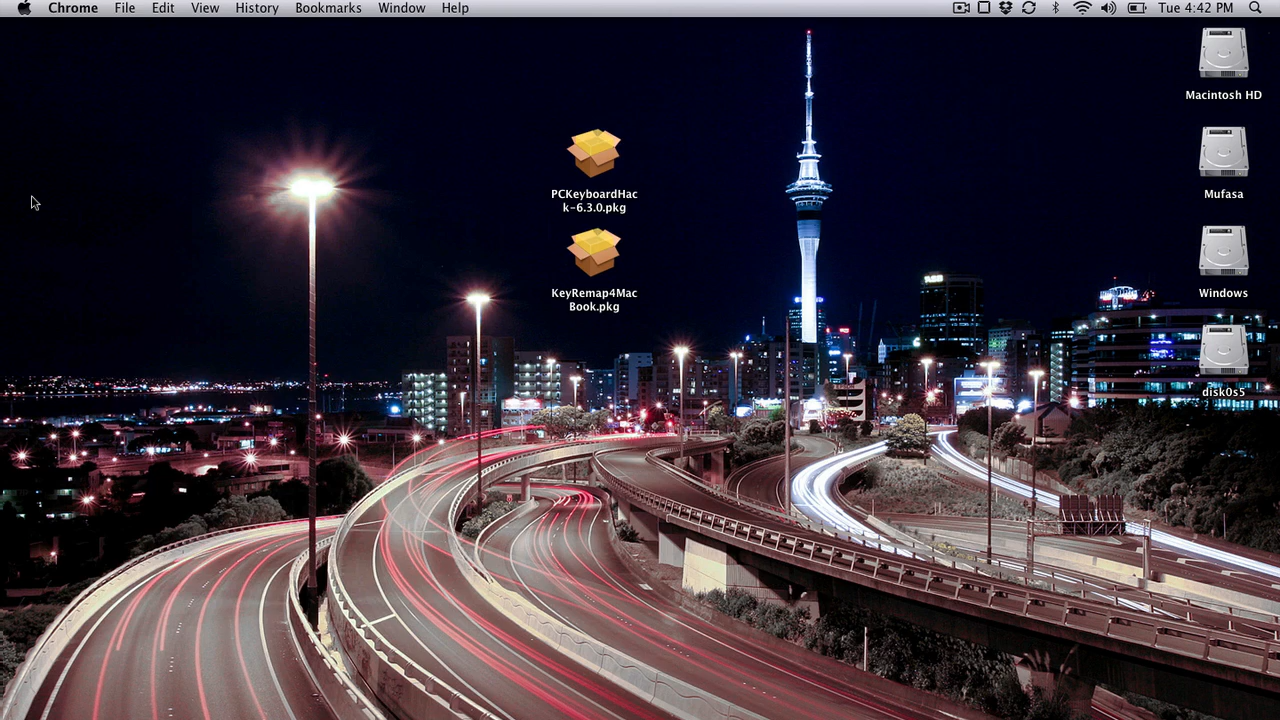 Chrome File Edit View History Bookmarks Window Help Tue 4:42 PM
Macintosh HD
PCKeyboardHac
k-6.3.0.pkg
Mufasa
KeyRemap4Mac
Book.pkg
Windows
disk0s5